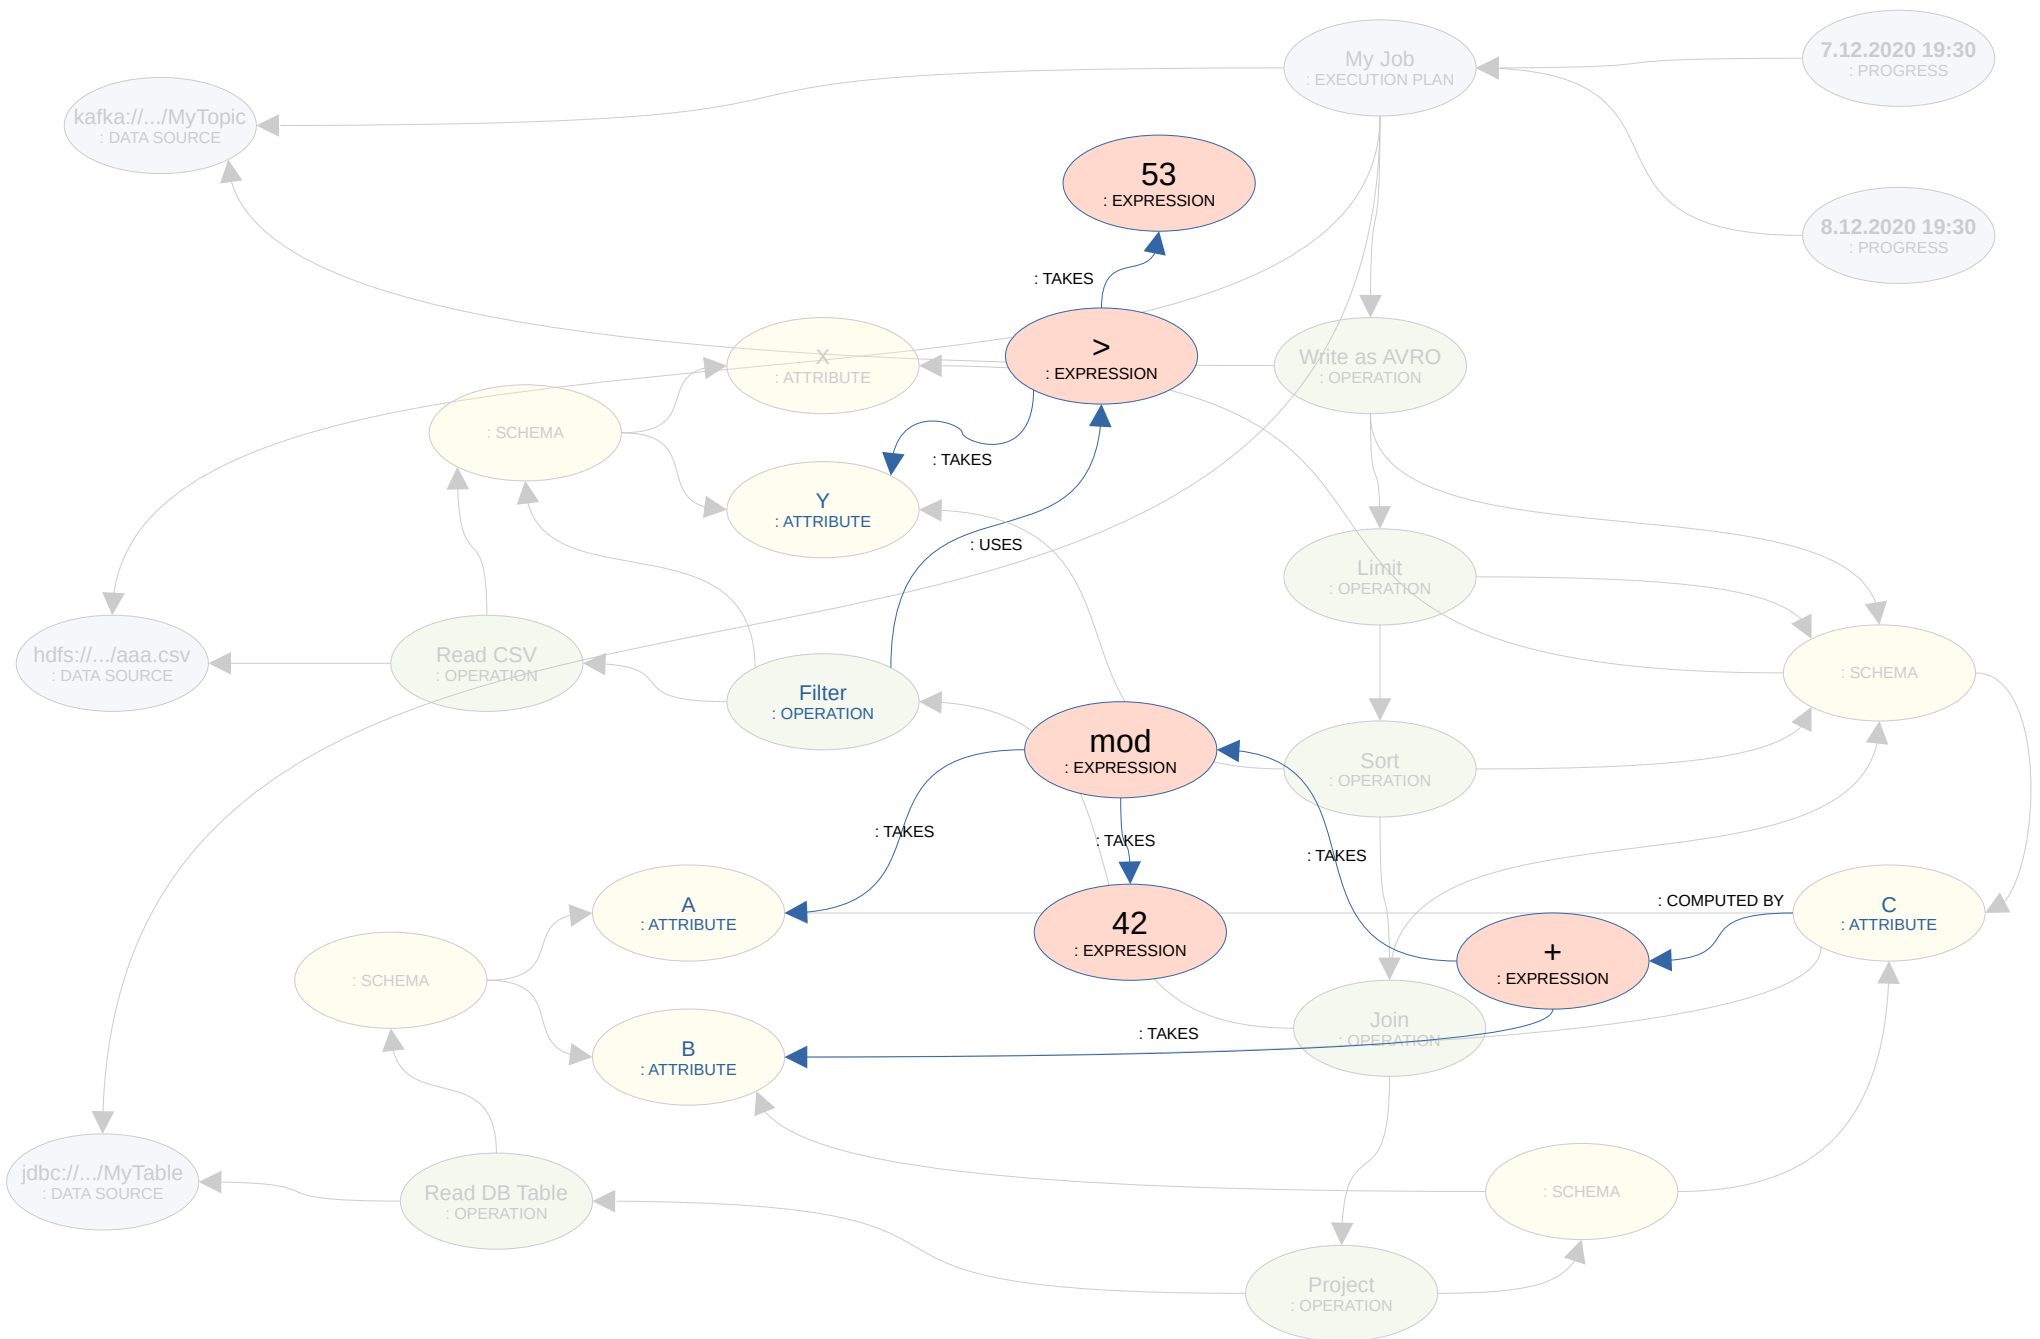 My Job
: EXECUTION PLAN
7.12.2020 19:30
: PROGRESS
kafka://.../MyTopic
: DATA SOURCE
53
: EXPRESSION
8.12.2020 19:30
: PROGRESS
: TAKES
>
: EXPRESSION
X
: ATTRIBUTE
Write as AVRO
: OPERATION
: SCHEMA
: TAKES
Y
: ATTRIBUTE
: USES
Limit
: OPERATION
hdfs://.../aaa.csv
: DATA SOURCE
Read CSV
: OPERATION
Filter
: OPERATION
: SCHEMA
mod
: EXPRESSION
Sort
: OPERATION
: TAKES
: TAKES
: TAKES
A
: ATTRIBUTE
42
: EXPRESSION
: COMPUTED BY
C
: ATTRIBUTE
+
: EXPRESSION
: SCHEMA
Join
: OPERATION
: TAKES
B
: ATTRIBUTE
jdbc://.../MyTable
: DATA SOURCE
Read DB Table
: OPERATION
: SCHEMA
Project
: OPERATION